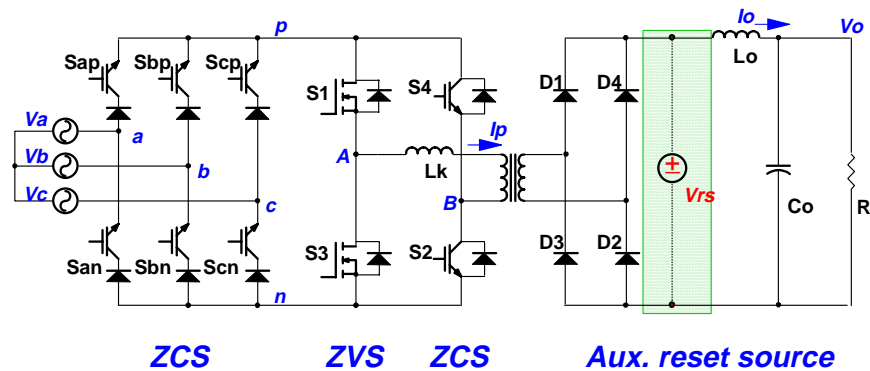 p
Io
Vo
Sap
Sbp
Scp
Lo
S1
S4
D1
D4
Va
a
Ip
Vb
b
A
Lk
±
Vrs
Vc
c
B
Co
R
S3
S2
D3
D2
San
Sbn
Scn
n
ZCS
ZVS
ZCS
Aux. reset source